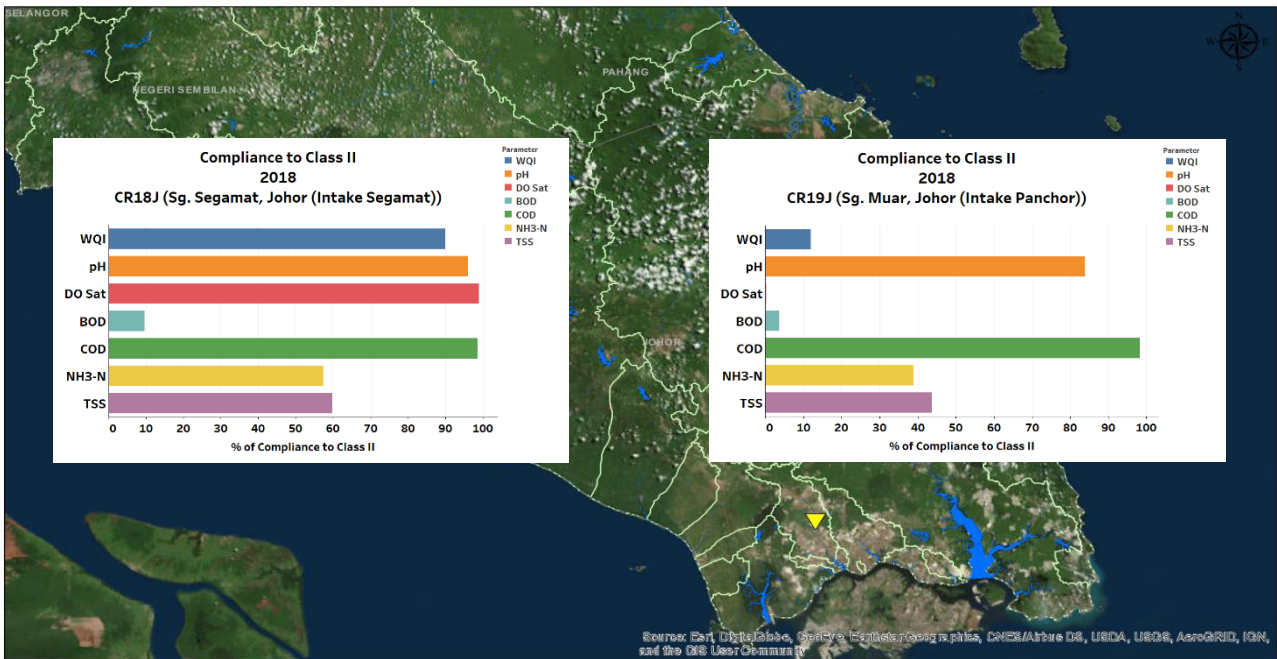 SELANGOR
NEGERI SEMBILAN
PAHANG
JOHOR
N
W E
S
Compliance to Class II
2018
CR18J (Sg. Segamat, Johor (Intake Segamat))
Parameter
WQI
pH
DO Sat
BOD
COD
NH3-N
TSS
WQI
pH
DO Sat
BOD
COD
NH3-N
TSS
0 10 20 30 40 50 60 70 80 90 100
% of Compliance to Class II
Compliance to Class II
2018
CR19J (Sg. Muar, Johor (Intake Panchor))
Parameter
WQI
pH
DO Sat
BOD
COD
NH3-N
TSS
WQI
pH
DO Sat
BOD
COD
NH3-N
TSS
0 10 20 30 40 50 60 70 80 90 100
% of Compliance to Class II
Source: Esri, DigitalGlobe, GeoEye, Earthstar Geographics, CNES/Airbus DS, USDA, USGS, AeroGRID, IGN,
and the GIS User Community